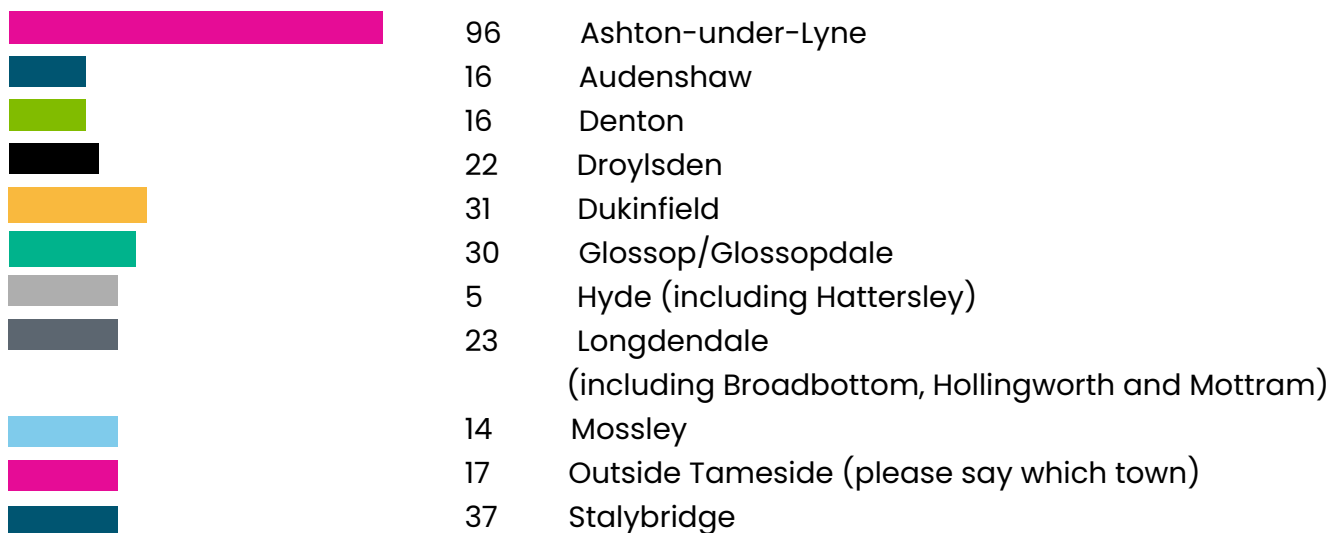 96 Ashton-under-Lyne
16 Audenshaw
16 Denton
22 Droylsden
31 Dukinfield
30 Glossop/Glossopdale
5 Hyde (including Hattersley)
23 Longdendale
(including Broadbottom, Hollingworth and Mottram)
14 Mossley
17 Outside Tameside (please say which town)
37 Stalybridge